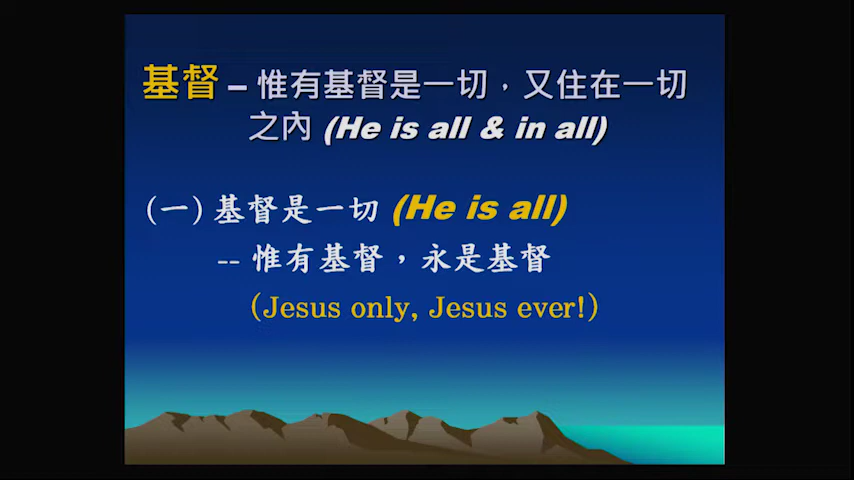 基督 – 惟有基督是一切，又住在一切
之內 (He is all & in all)
(一) 基督是一切 (He is all)
-- 惟有基督，永是基督
(Jesus only, Jesus ever!)